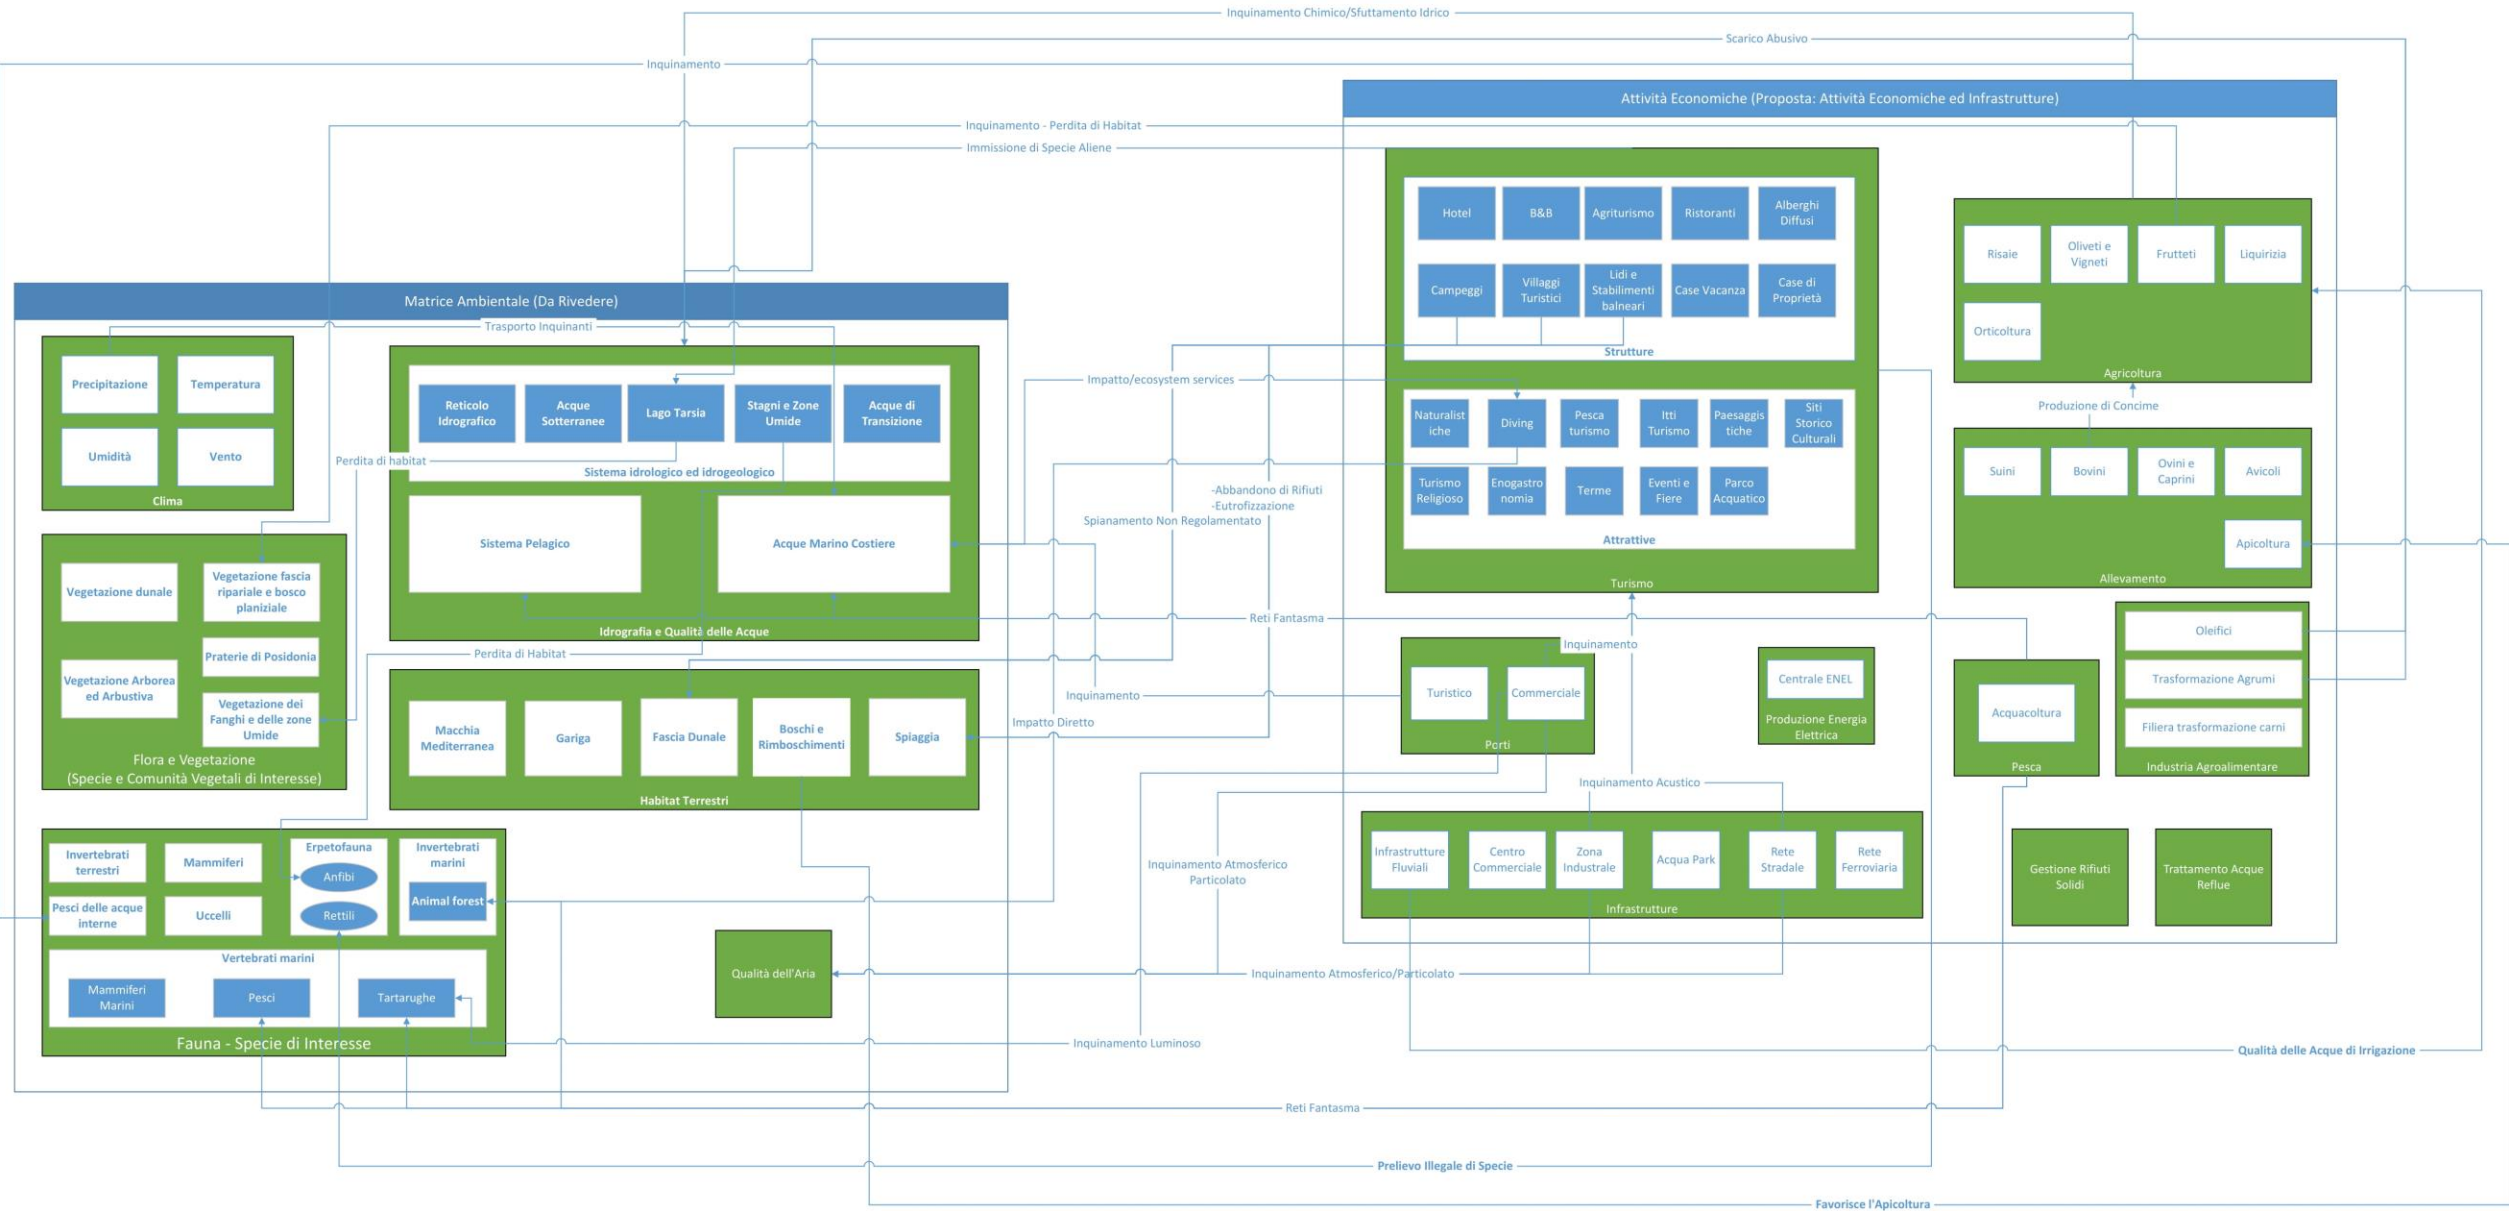 Inquinamento Chimico/Sfuttamento Idrico
Scarico Abusivo
Inquinamento
Attività Economiche (Proposta: Attività Economiche ed Infrastrutture)
Inquinamento - Perdita di Habitat
Immissione di Specie Aliene
Hotel
B&B
Agriturismo
Ristoranti
Alberghi
Diffusi
Campeggi
Villaggi
Turistici
Lidi e
Stabilimenti
balneari
Case Vacanza
Case di
Proprietà
Strutture
Naturalist
iche
Diving
Pesca
turismo
Itti
Turismo
Paesaggis
tiche
Siti
Storico
Culturali
Turismo
Religioso
Enogastro
nomia
Terme
Eventi e
Fiere
Parco
Acquatico
Attrattive
Turismo
Risaie
Oliveti e
Vigneti
Frutteti
Liquirizia
Orticoltura
Agricoltura
Produzione di Concime
Suini
Bovini
Ovini e
Caprini
Avicoli
Apicoltura
Allevamento
Oleifici
Trasformazione Agrumi
Filiera trasformazione carni
Industria Agroalimentare
Acquacoltura
Pesca
Centrale ENEL
Produzione Energia
Elettrica
Inquinamento
Turistico
Commerciale
Porti
Inquinamento Acustico
Infrastrutture
Fluviali
Centro
Commerciale
Zona
Industrale
Acqua Park
Rete
Stradale
Rete
Ferroviaria
Infrastrutture
Gestione Rifiuti
Solidi
Trattamento Acque
Reflue
Matrice Ambientale (Da Rivedere)
Trasporto Inquinanti
Precipitazione
Temperatura
Umidità
Vento
Clima
Reticolo
Idrografico
Acque
Sotterranee
Lago Tarsia
Stagni e Zone
Umide
Acque di
Transizione
Perdita di habitat
Sistema idrologico ed idrogeologico
Sistema Pelagico
Acque Marino Costiere
Idrografia e Qualità delle Acque
Vegetazione dunale
Vegetazione fascia
ripariale e bosco
planiziale
Praterie di Posidonia
Vegetazione Arborea
ed Arbustiva
Vegetazione dei
Fanghi e delle zone
Umide
Flora e Vegetazione
(Specie e Comunità Vegetali di Interesse)
Perdita di Habitat
Macchia
Mediterranea
Gariga
Fascia Dunale
Boschi e
Rimboschimenti
Spiaggia
Habitat Terrestri
Invertebrati
terrestri
Mammiferi
Erpetofauna
Anfibi
Rettili
Invertebrati
marini
Animal forest
Pesci delle acque
interne
Uccelli
Vertebrati marini
Mammiferi
Marini
Pesci
Tartarughe
Fauna - Specie di Interesse
Qualità dell'Aria
Impatto/ecosystem services
-Abbandono di Rifiuti
-Eutrofizzazione
Spianamento Non Regolamentato
Reti Fantasma
Inquinamento
Impatto Diretto
Inquinamento Atmosferico
Particolato
Inquinamento Atmosferico/Particolato
Inquinamento Luminoso
Qualità delle Acque di Irrigazione
Reti Fantasma
Prelievo Illegale di Specie
Favorisce l'Apicoltura